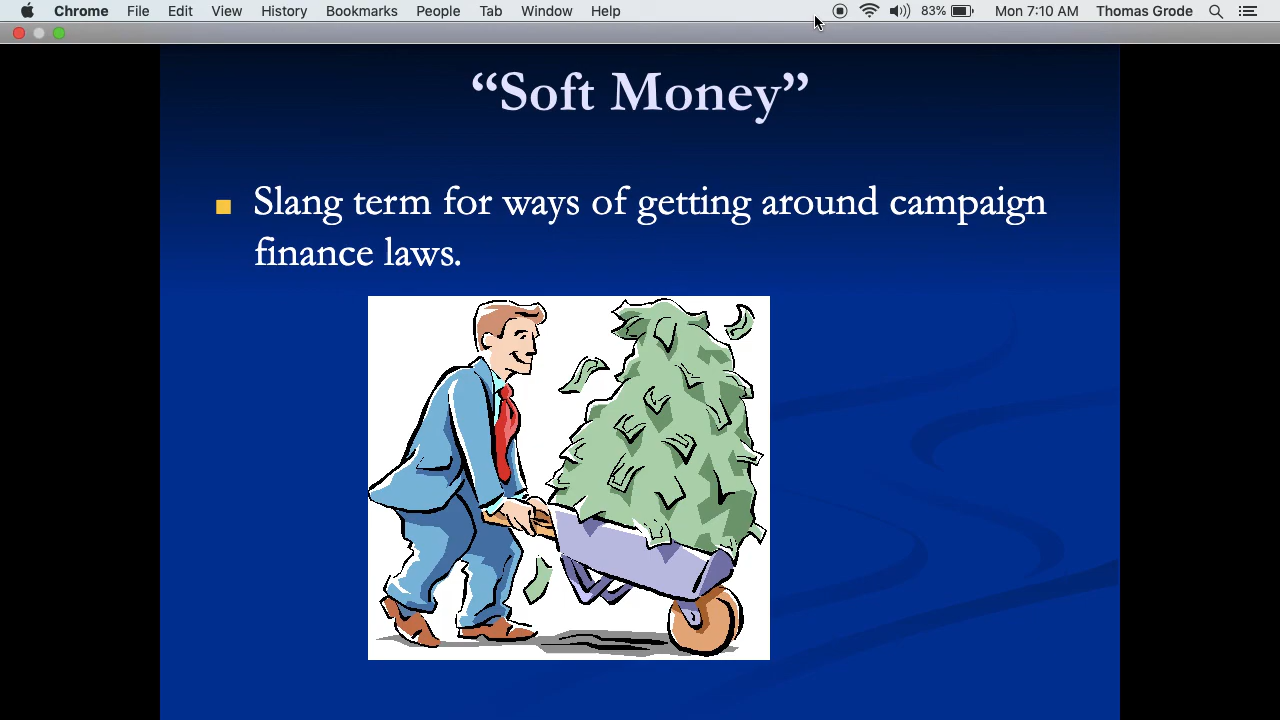 Chrome File Edit View History Bookmarks People Tab Window Help 83% Mon 7:10 AM Thomas Grode
“Soft Money”
Slang term for ways of getting around campaign
finance laws.